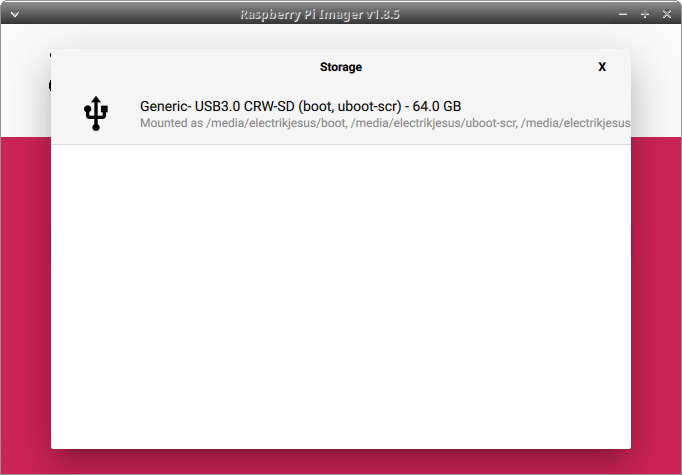 Raspberry Pi Imager v1.8.5
Storage
X
Generic- USB3.0 CRW-SD (boot, uboot-scr) - 64.0 GB
Mounted as /media/electrikjesus/boot, /media/electrikjesus/uboot-scr, /media/electrikjesus